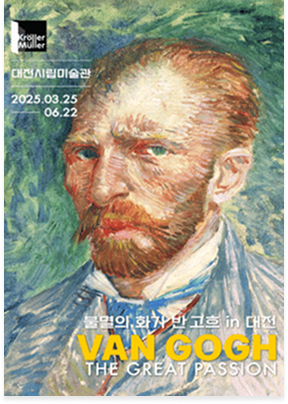 Kröller
Müller
대전시립미술관
2025.03.25
06.22
불멸의 화가 반 고흐 in 대전
VAN GOGH
THE GREAT PASSION